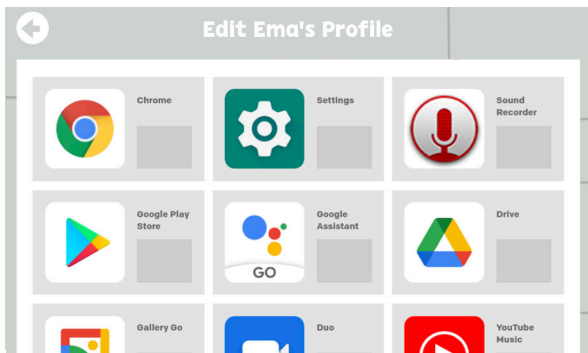 Edit Ema's Profile
Chrome
Settings
Sound
Recorder
Google Play
Store
Google
Assistant
GO
Drive
Gallery Go
Duo
YouTube
Music